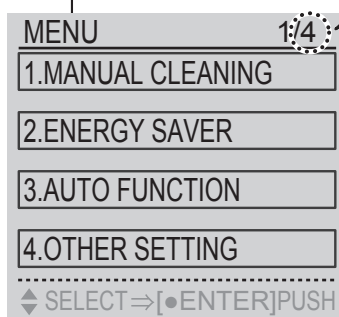 MENU 1/4
1.MANUAL CLEANING
2.ENERGY SAVER
3.AUTO FUNCTION
4.OTHER SETTING
SELECT⇒[●ENTER]PUSH